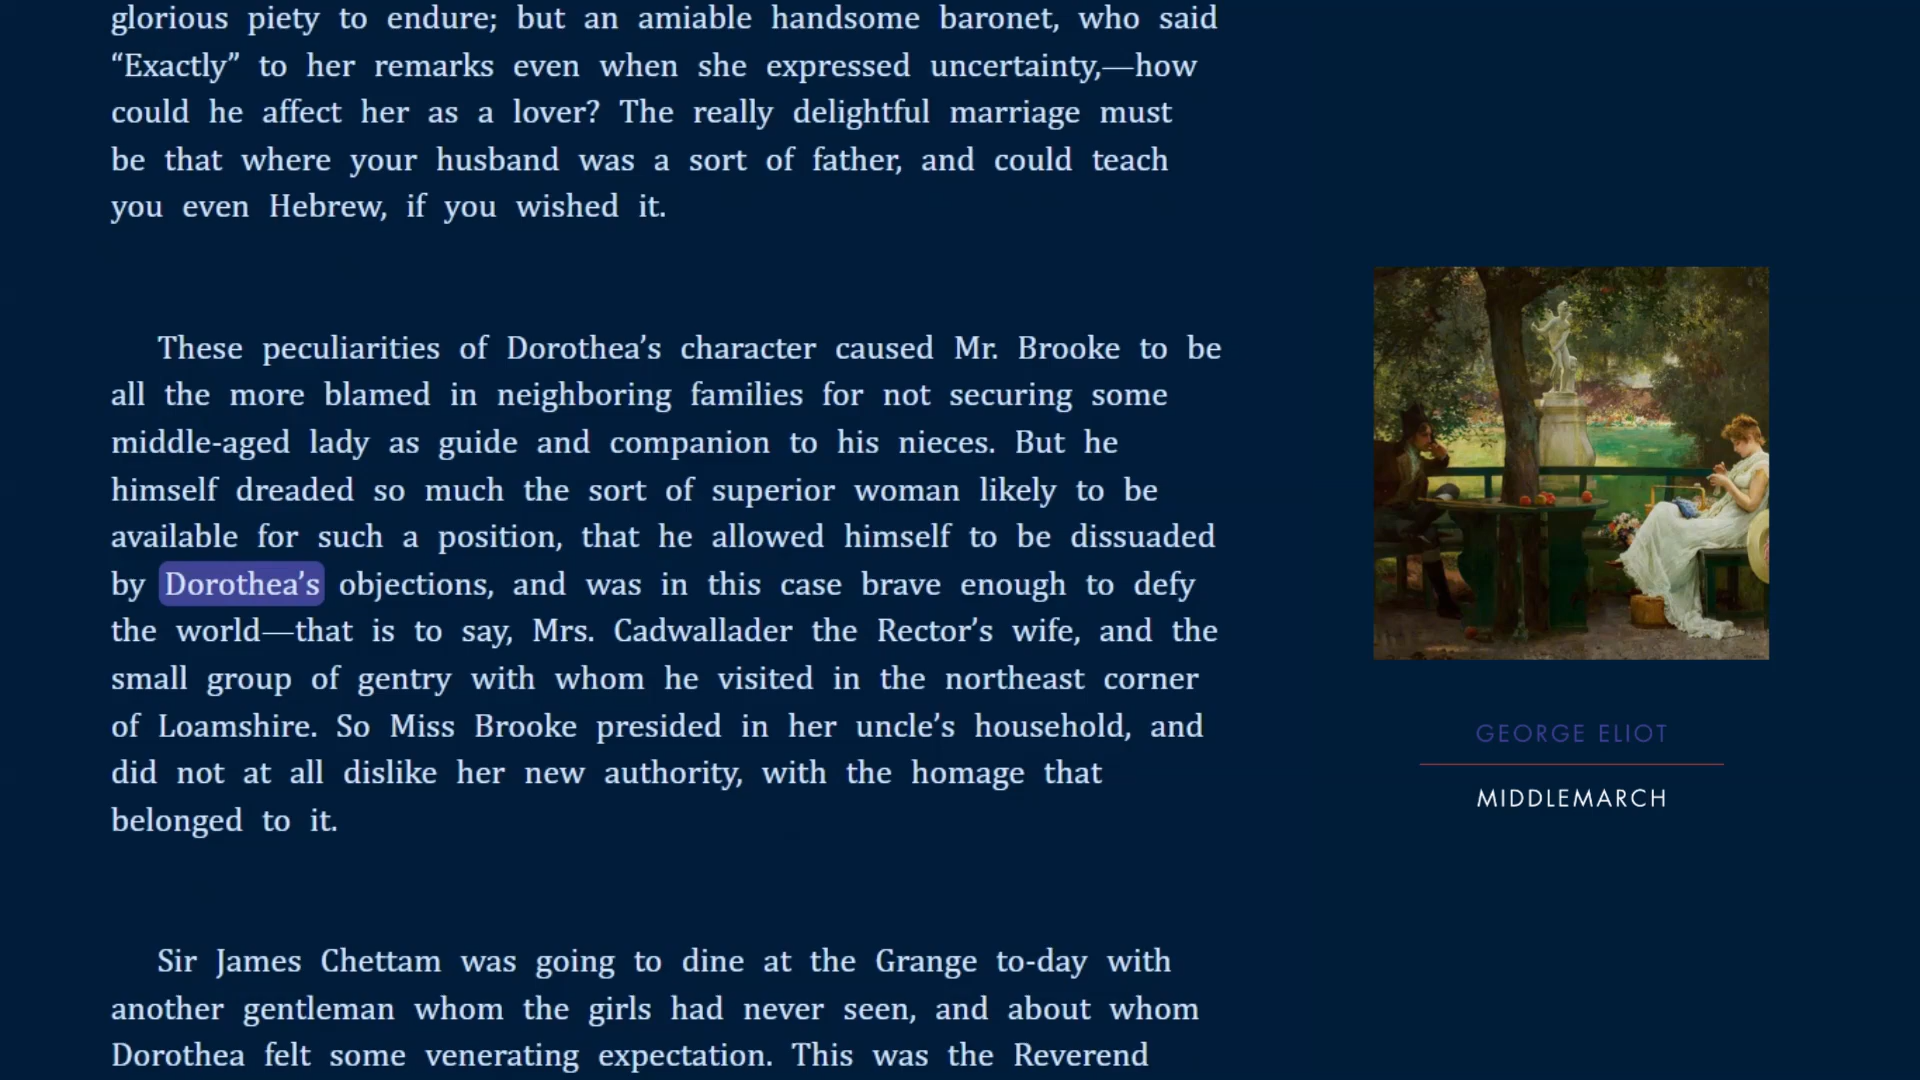 glorious piety to endure; but an amiable handsome baronet, who said
“Exactly” to her remarks even when she expressed uncertainty,—how
could he affect her as a lover? The really delightful marriage must
be that where your husband was a sort of father, and could teach
you even Hebrew, if you wished it.
These peculiarities of Dorothea’s character caused Mr. Brooke to be
all the more blamed in neighboring families for not securing some
middle-aged lady as guide and companion to his nieces. But he
himself dreaded so much the sort of superior woman likely to be
available for such a position, that he allowed himself to be dissuaded
by Dorothea’s objections, and was in this case brave enough to defy
the world—that is to say, Mrs. Cadwallader the Rector’s wife, and the
small group of gentry with whom he visited in the northeast corner
of Loamshire. So Miss Brooke presided in her uncle’s household, and
did not at all dislike her new authority, with the homage that
belonged to it.
Sir James Chettam was going to dine at the Grange to-day with
another gentleman whom the girls had never seen, and about whom
Dorothea felt some venerating expectation. This was the Reverend
GEORGE ELIOT
MIDDLEMARCH